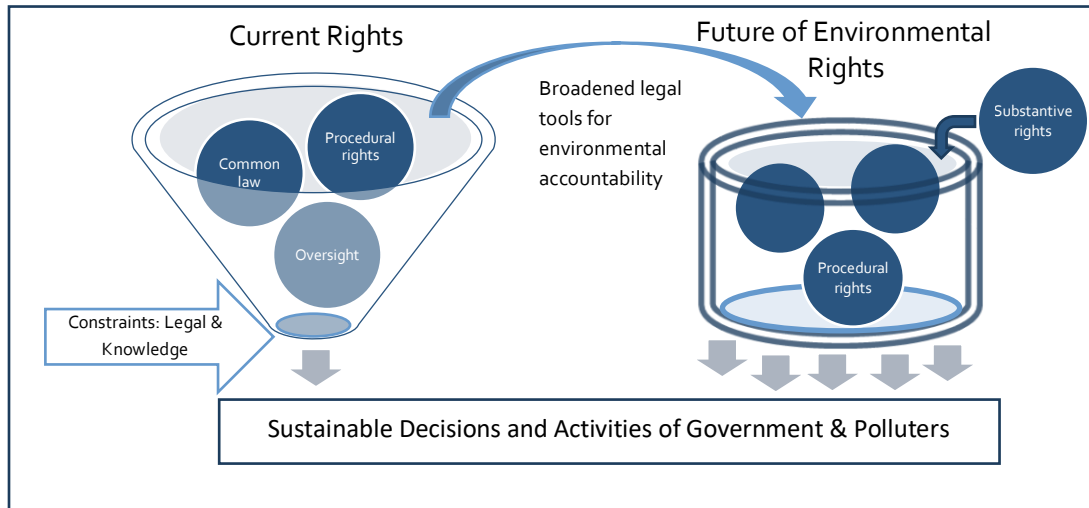 Current Rights
Common
law
Procedural
rights
Oversight
Constraints: Legal &
Knowledge
Broadened legal
tools for
environmental
accountability
Future of Environmental
Rights
Substantive
rights
Procedural
rights
Sustainable Decisions and Activities of Government & Polluters